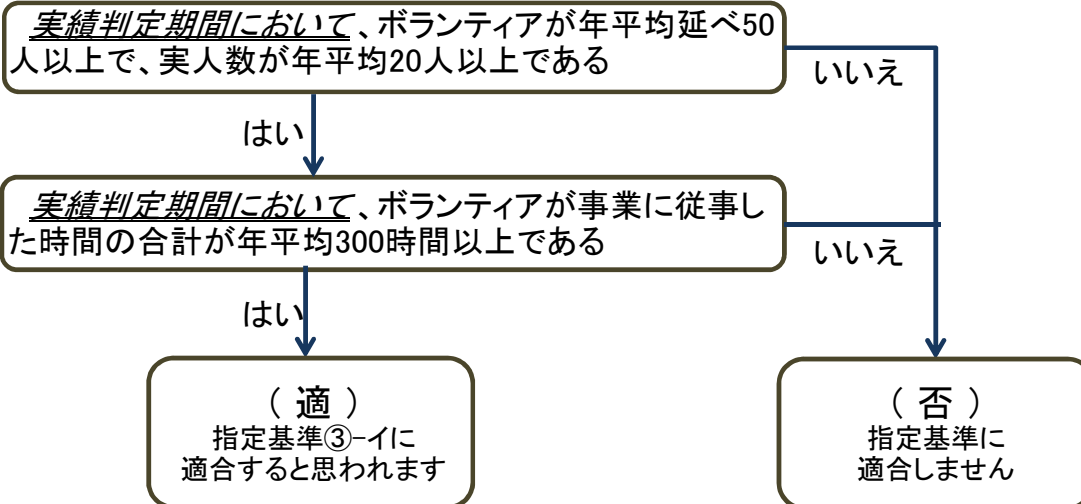 実績判定期間において、ボランティアが年平均延べ50
人以上で、実人数が年平均20人以上である
いいえ
はい
実績判定期間において、ボランティアが事業に従事し
た時間の合計が年平均300時間以上である
いいえ
はい
（ 適 ）
指定基準③-イに
適合すると思われます
（ 否 ）
指定基準に
適合しません